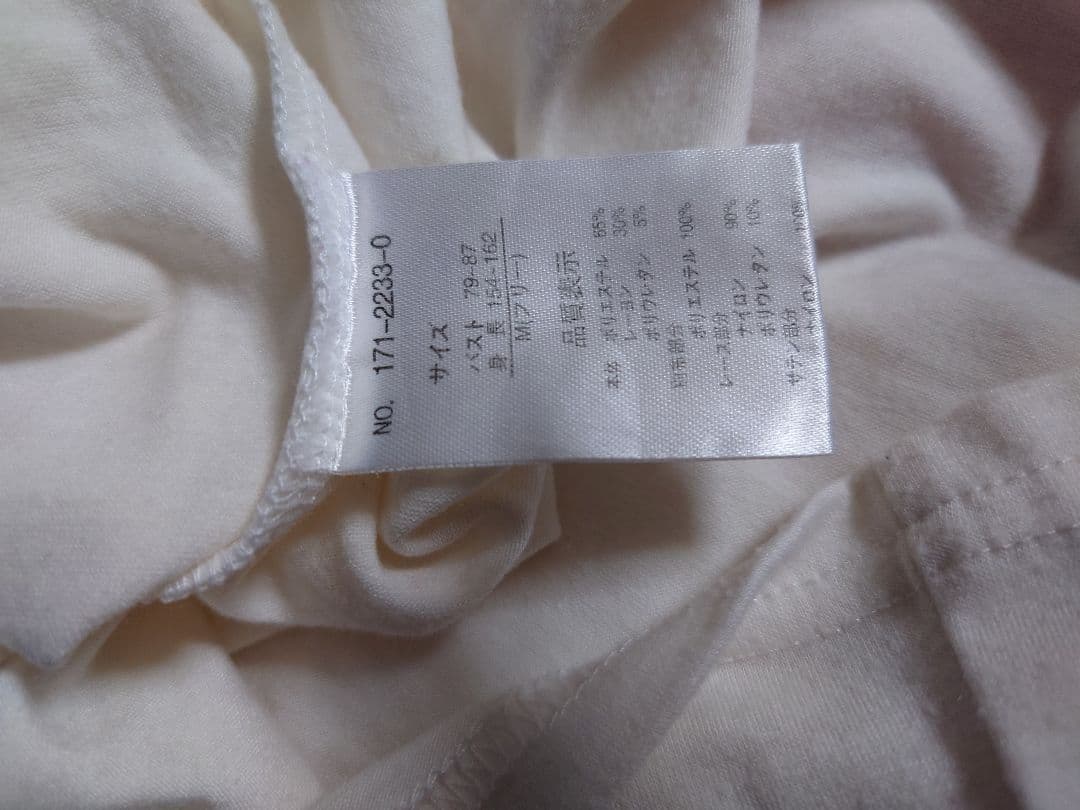 NO. 171-2233-0
サイズ
バスト 79-87
身 長 154-162
M(フリー)
品質表示
本体 ポリエステル 65%
レーヨン 30%
ポリウレタン 5%
別布部分
ポリエステル 100%
レース部分
ナイロン 90%
ポリウレタン 10%
サテン部分
ナイロン 100%